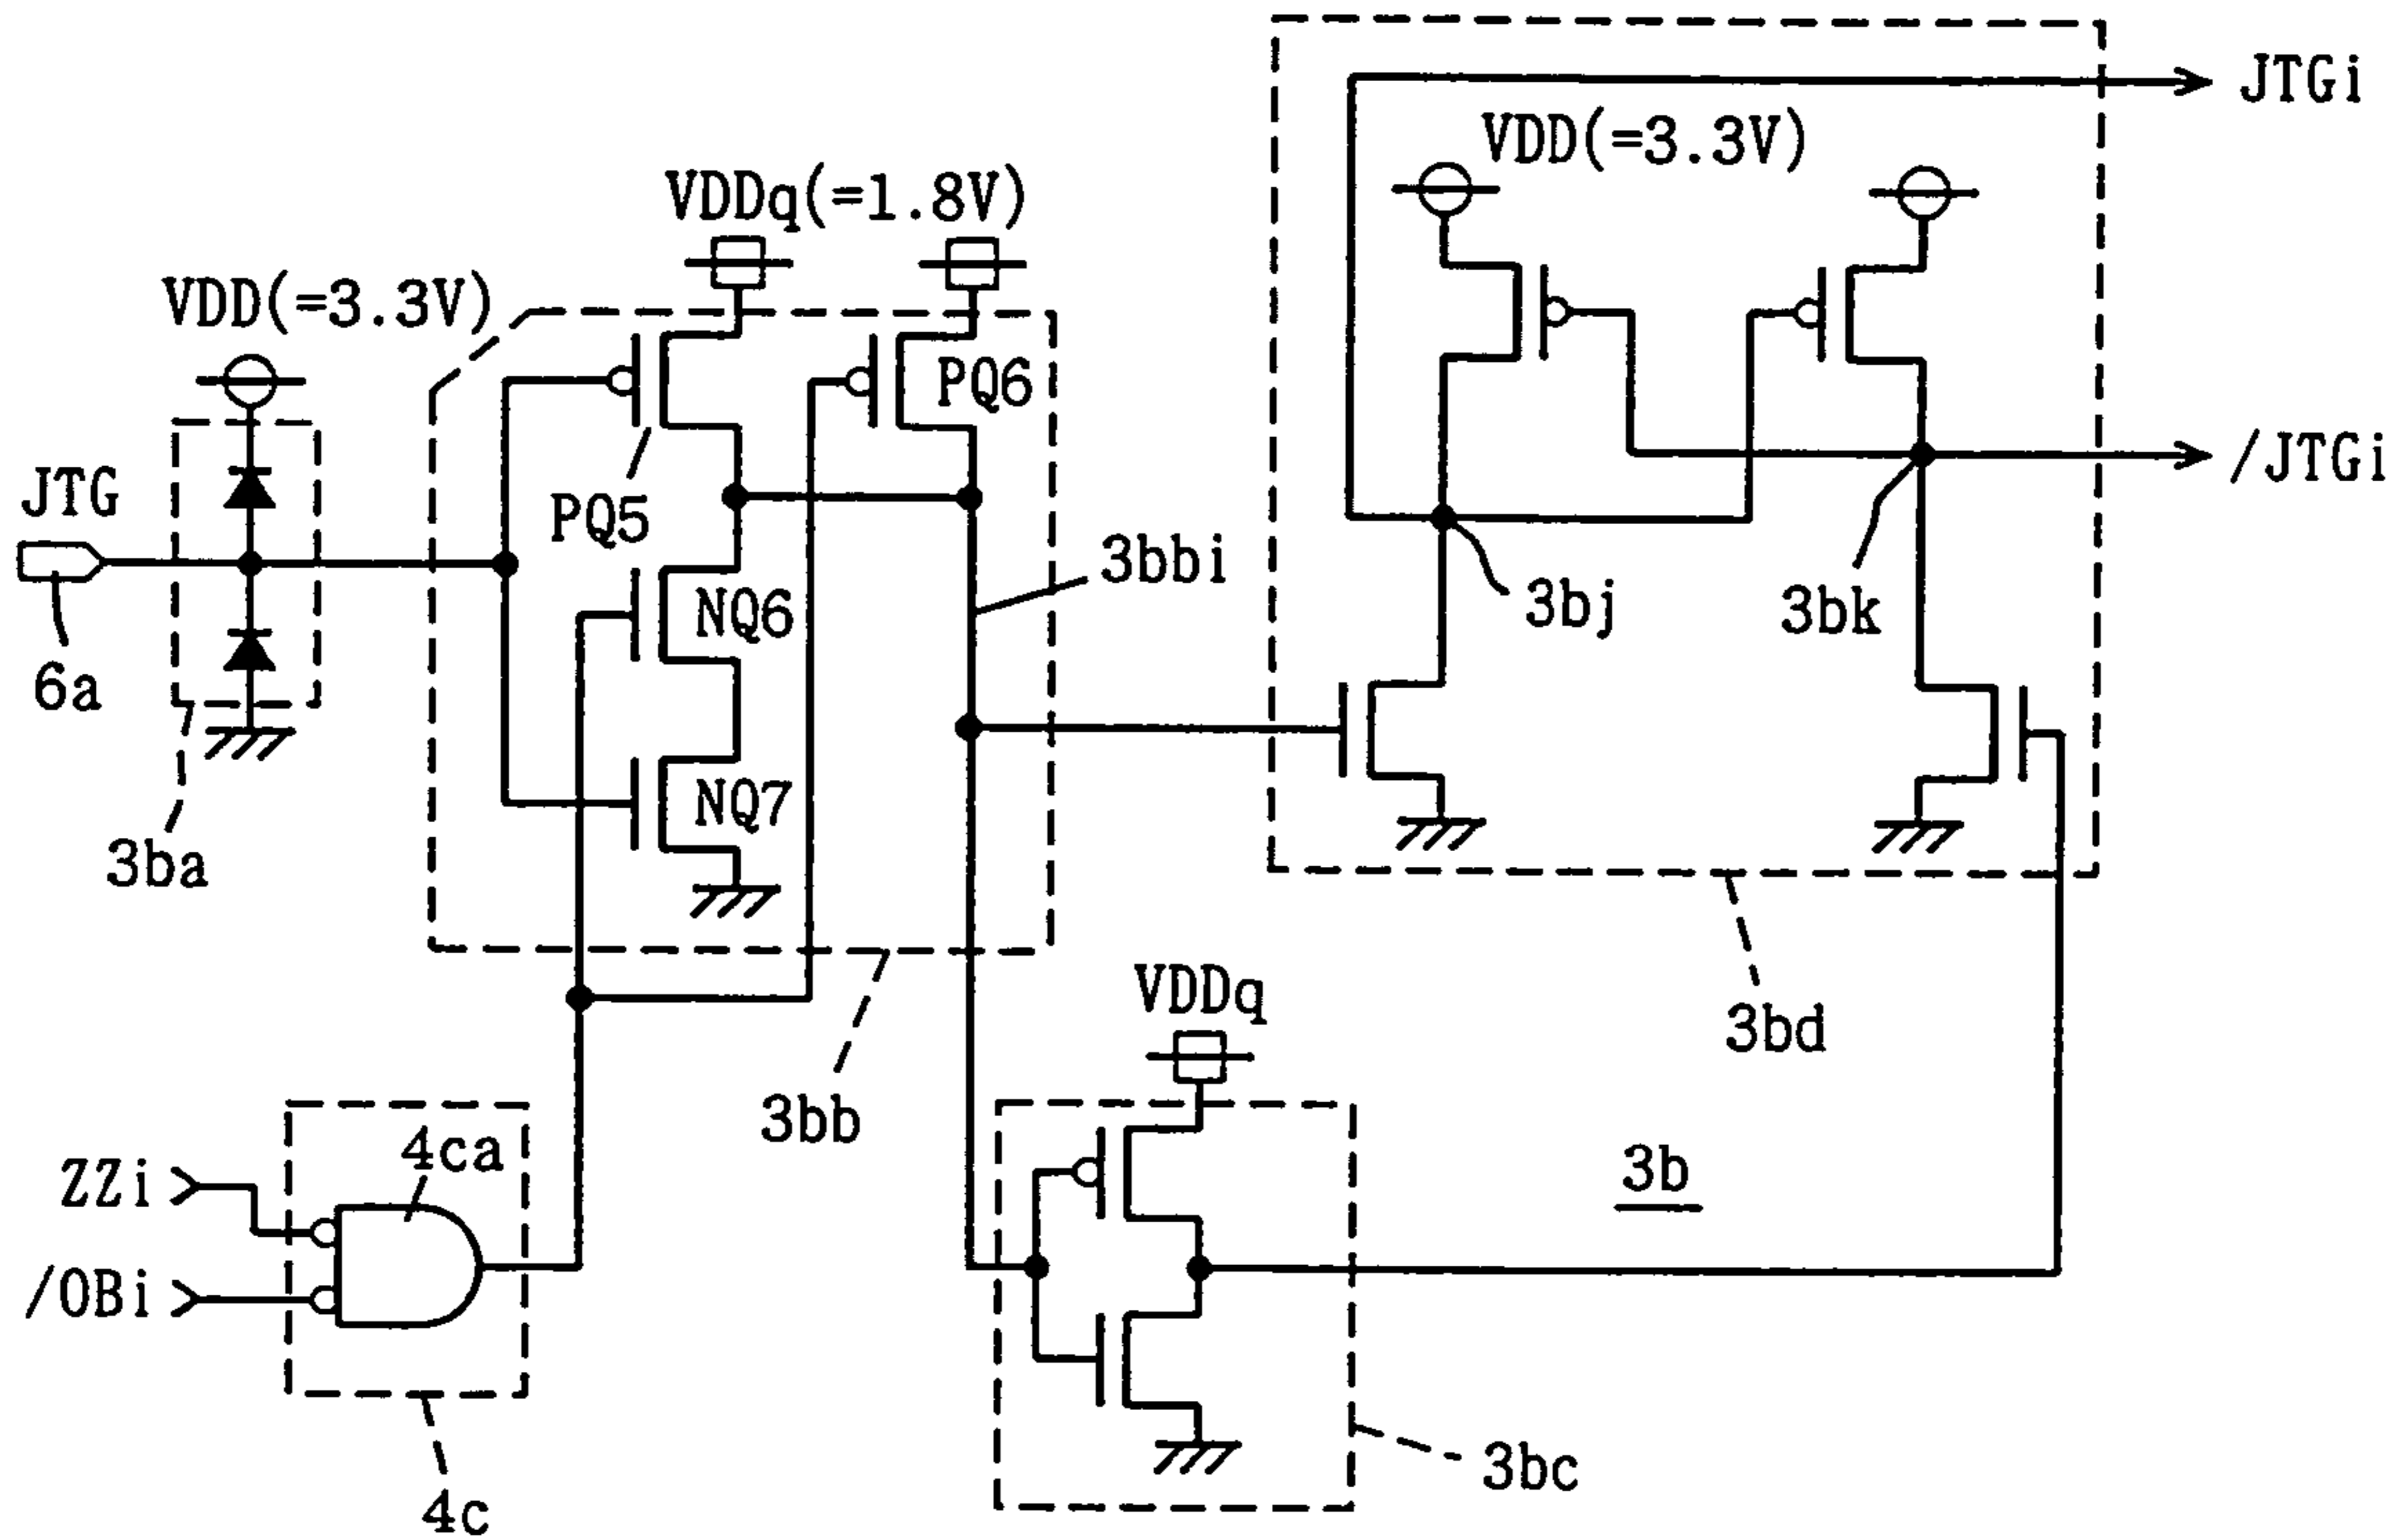 JTGi
VDD(=3.3V)
VDDq(=1.8V)
VDD(=3.3V)
PQ6
/JTGi
JTG
PQ5
3bbi
NQ6
3bj
3bk
6a
NQ7
3ba
VDDq
3bd
3bb
4ca
ZZi
3b
/OBi
3bc
4c